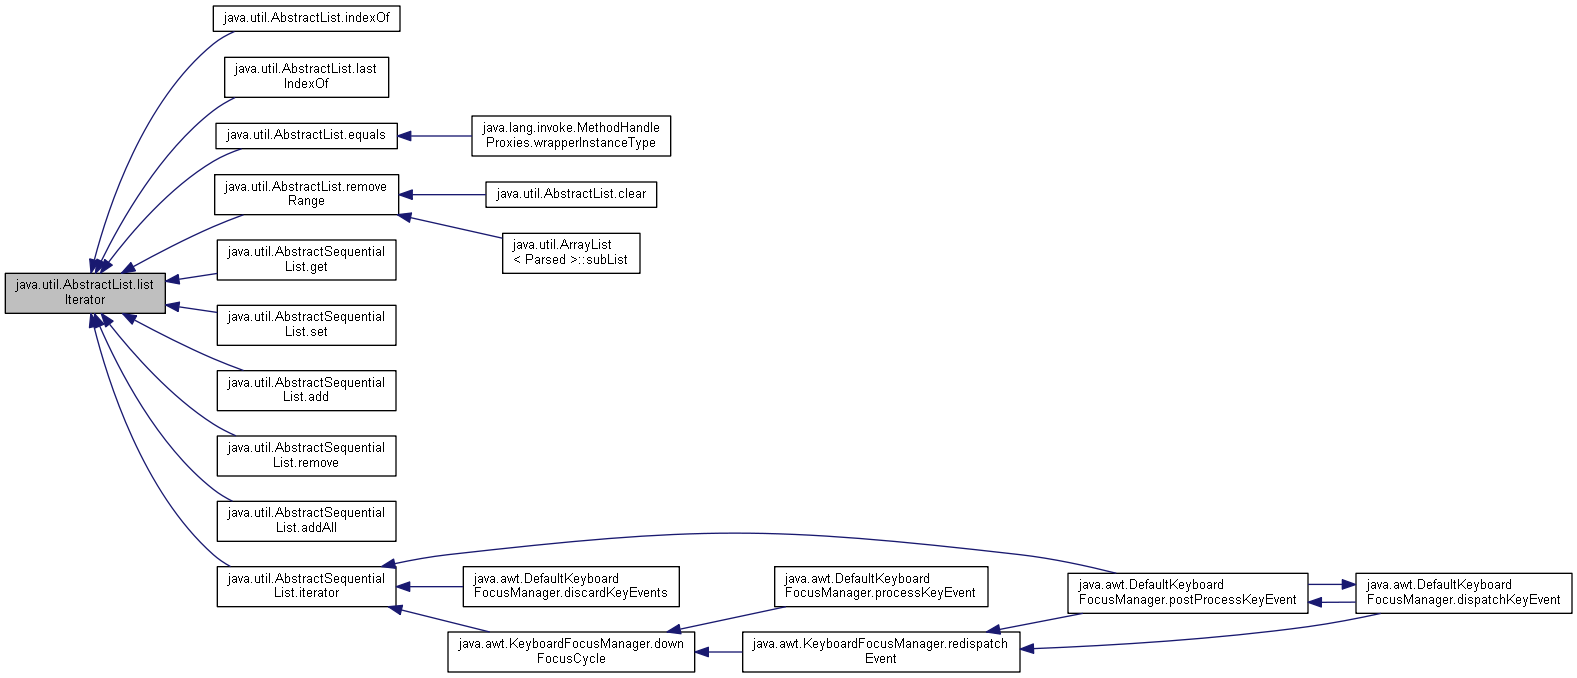 java.util.AbstractList.indexOf
java.util.AbstractList.last
IndexOf
java.util.AbstractList.equals
java.lang.invoke.MethodHandle
Proxies.wrapperInstanceType
java.util.AbstractList.remove
Range
java.util.AbstractList.clear
java.util.ArrayList
< Parsed >::subList
java.util.AbstractSequential
List.get
java.util.AbstractList.list
Iterator
java.util.AbstractSequential
List.set
java.util.AbstractSequential
List.add
java.util.AbstractSequential
List.remove
java.util.AbstractSequential
List.addAll
java.util.AbstractSequential
List.iterator
java.awt.DefaultKeyboard
FocusManager.discardKeyEvents
java.awt.DefaultKeyboard
FocusManager.processKeyEvent
java.awt.DefaultKeyboard
FocusManager.postProcessKeyEvent
java.awt.DefaultKeyboard
FocusManager.dispatchKeyEvent
java.awt.KeyboardFocusManager.down
FocusCycle
java.awt.KeyboardFocusManager.redispatch
Event